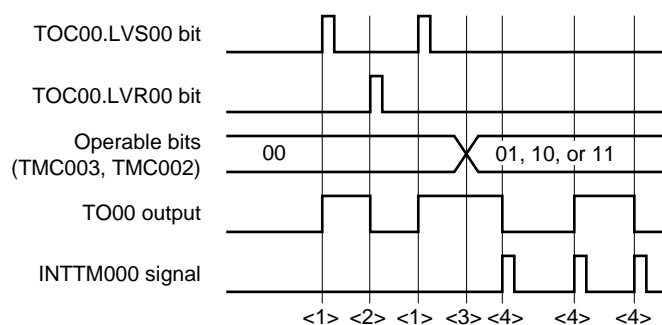 TOC00.LVS00 bit
TOC00.LVR00 bit
Operable bits
(TMC003, TMC002)
00
01, 10, or 11
TO00 output
INTTM000 signal
<1> <2> <1> <3> <4> <4> <4>